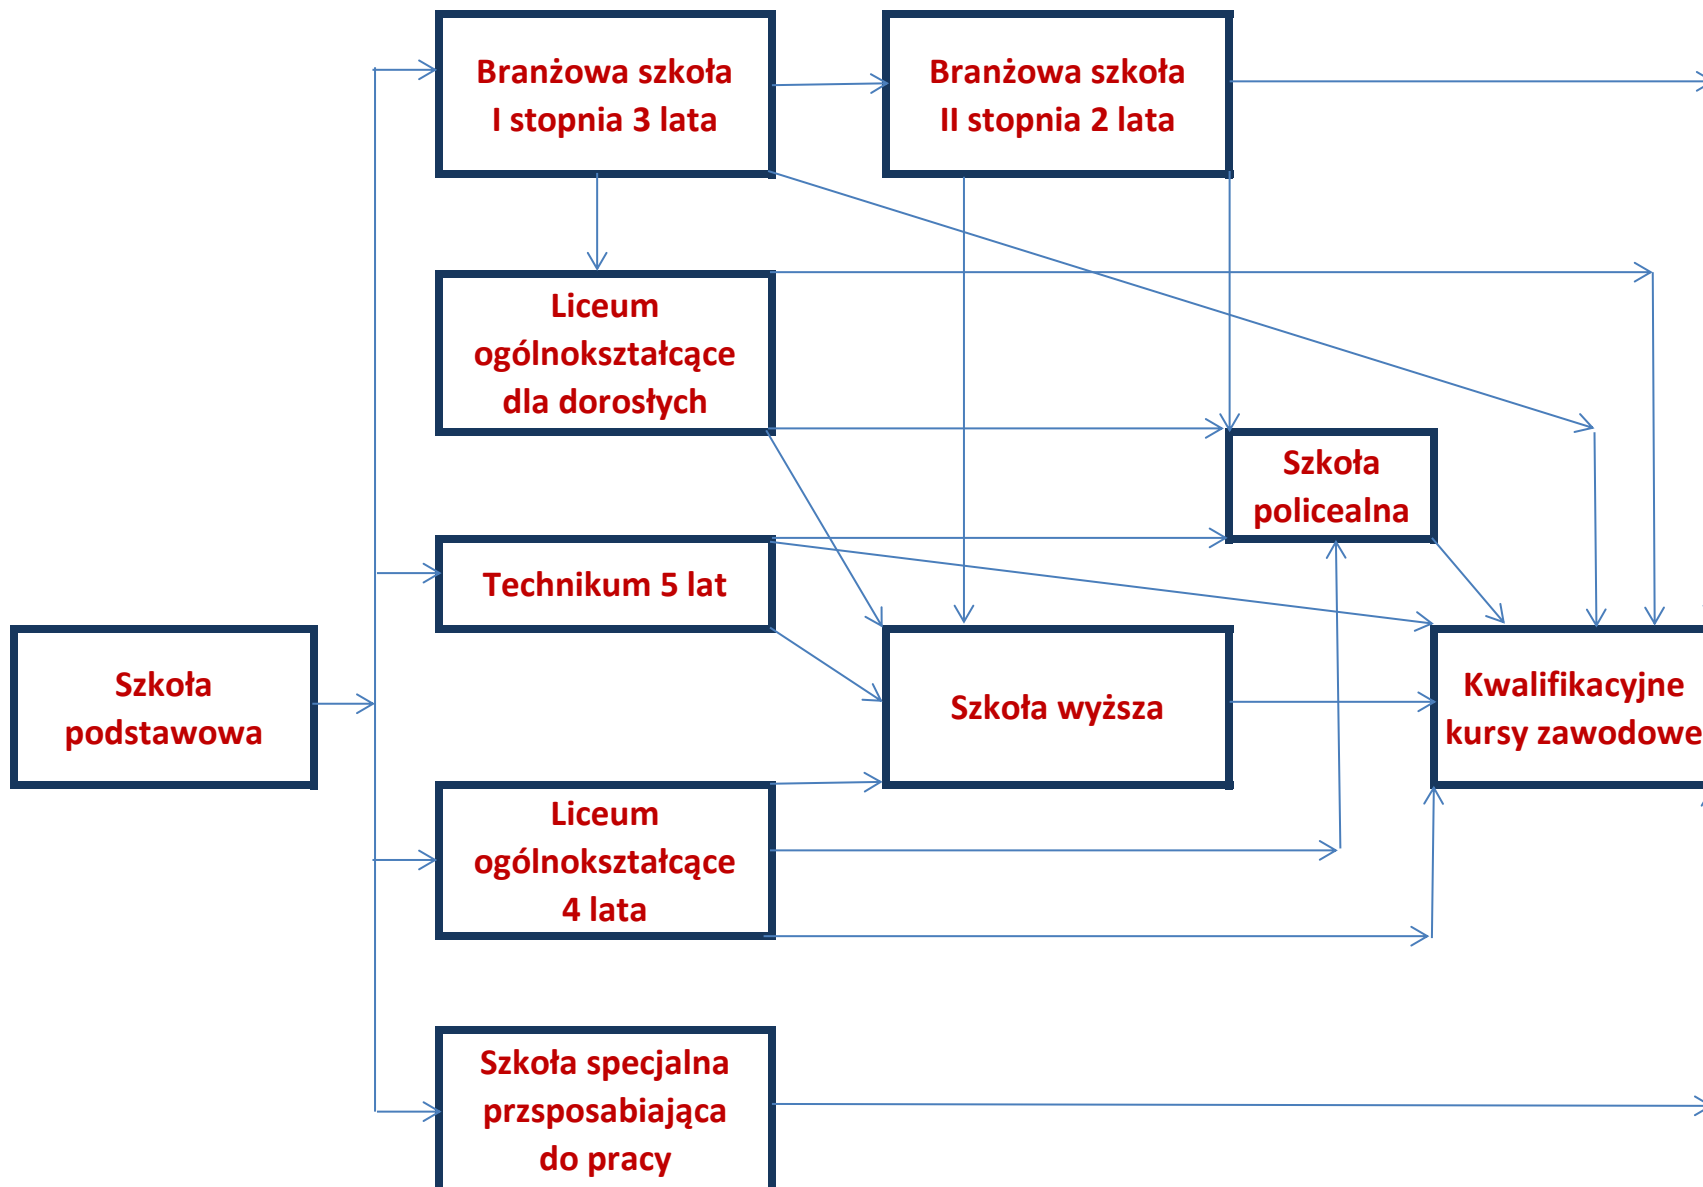 Branżowa szkoła
I stopnia 3 lata
Branżowa szkoła
II stopnia 2 lata
Liceum
ogólnokształcące
dla dorosłych
Szkoła
policealna
Technikum 5 lat
Szkoła
podstawowa
Szkoła wyższa
Kwalifikacyjne
kursy zawodowe
Liceum
ogólnokształcące
4 lata
Szkoła specjalna
przsposabiająca
do pracy